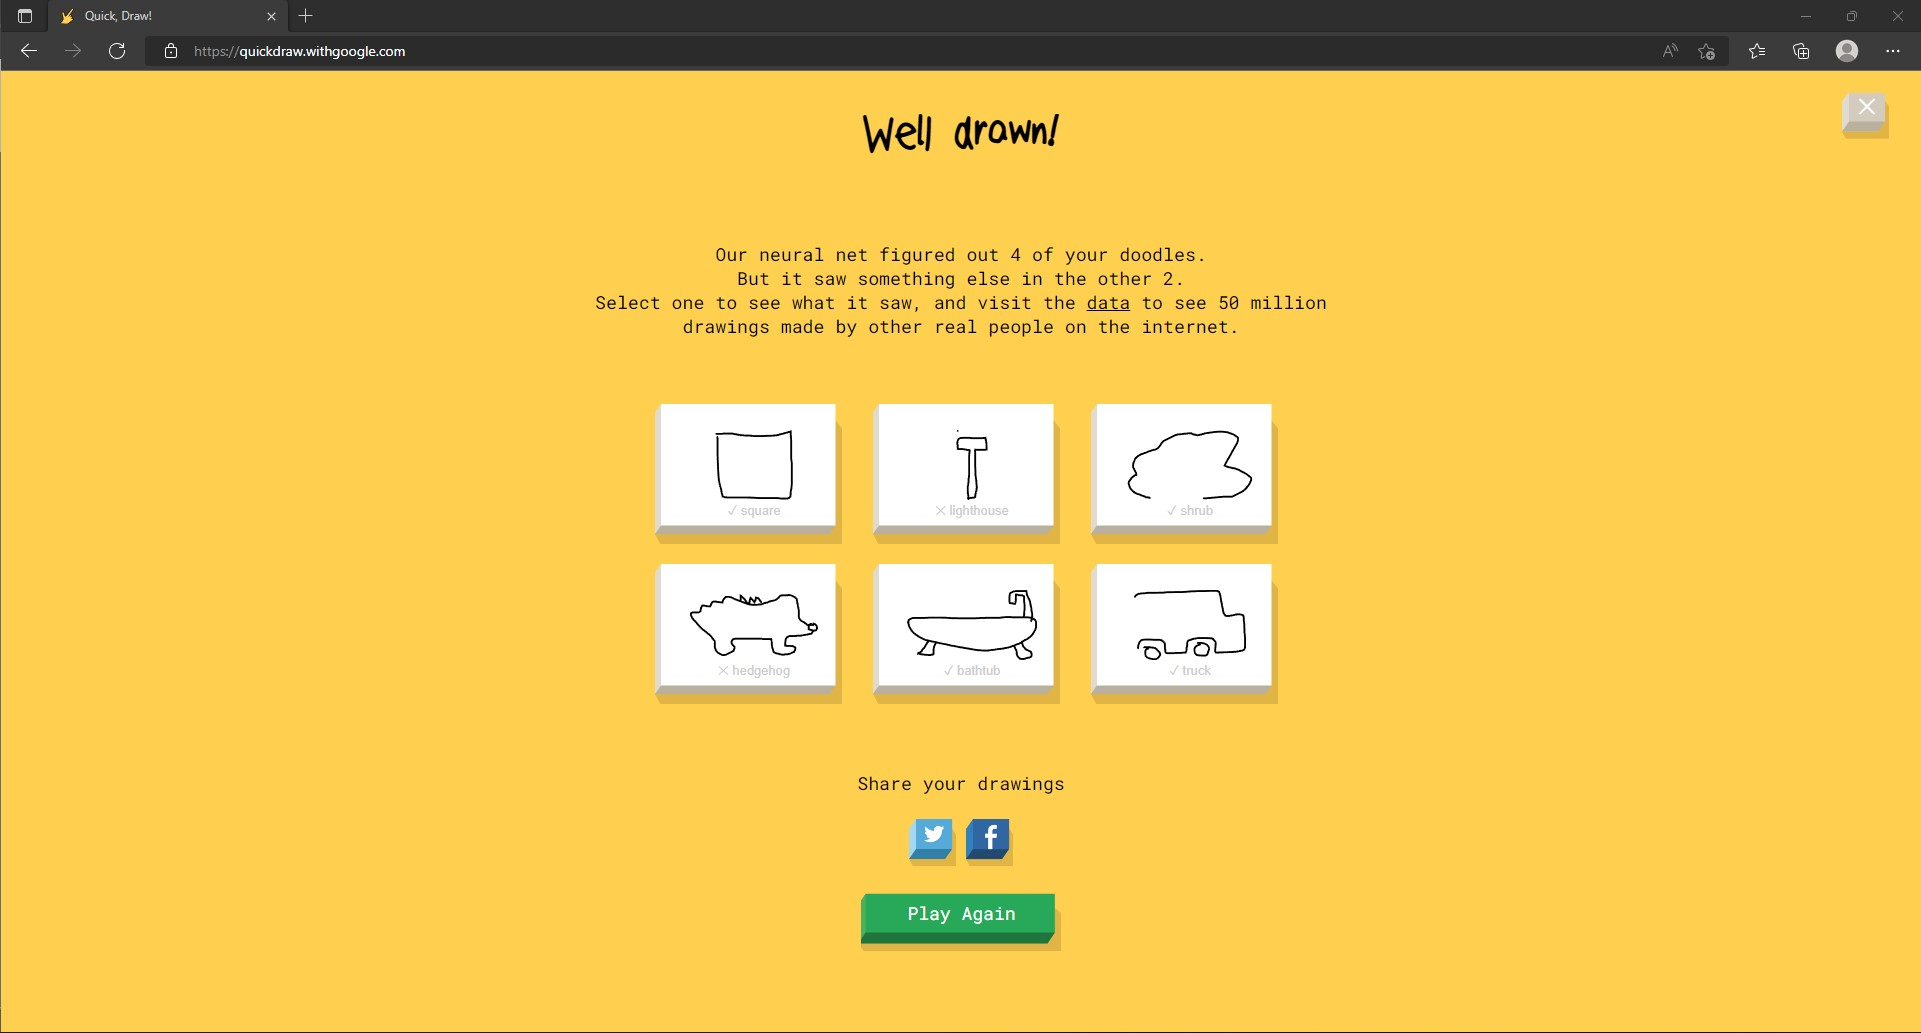 Quick, Draw!
https://quickdraw.withgoogle.com
Well drawn!
Our neural net figured out 4 of your doodles.
But it saw something else in the other 2.
Select one to see what it saw, and visit the data to see 50 million
drawings made by other real people on the internet.
✓ square
✕ lighthouse
✓ shrub
✕ hedgehog
✓ bathtub
✓ truck
Share your drawings
Play Again